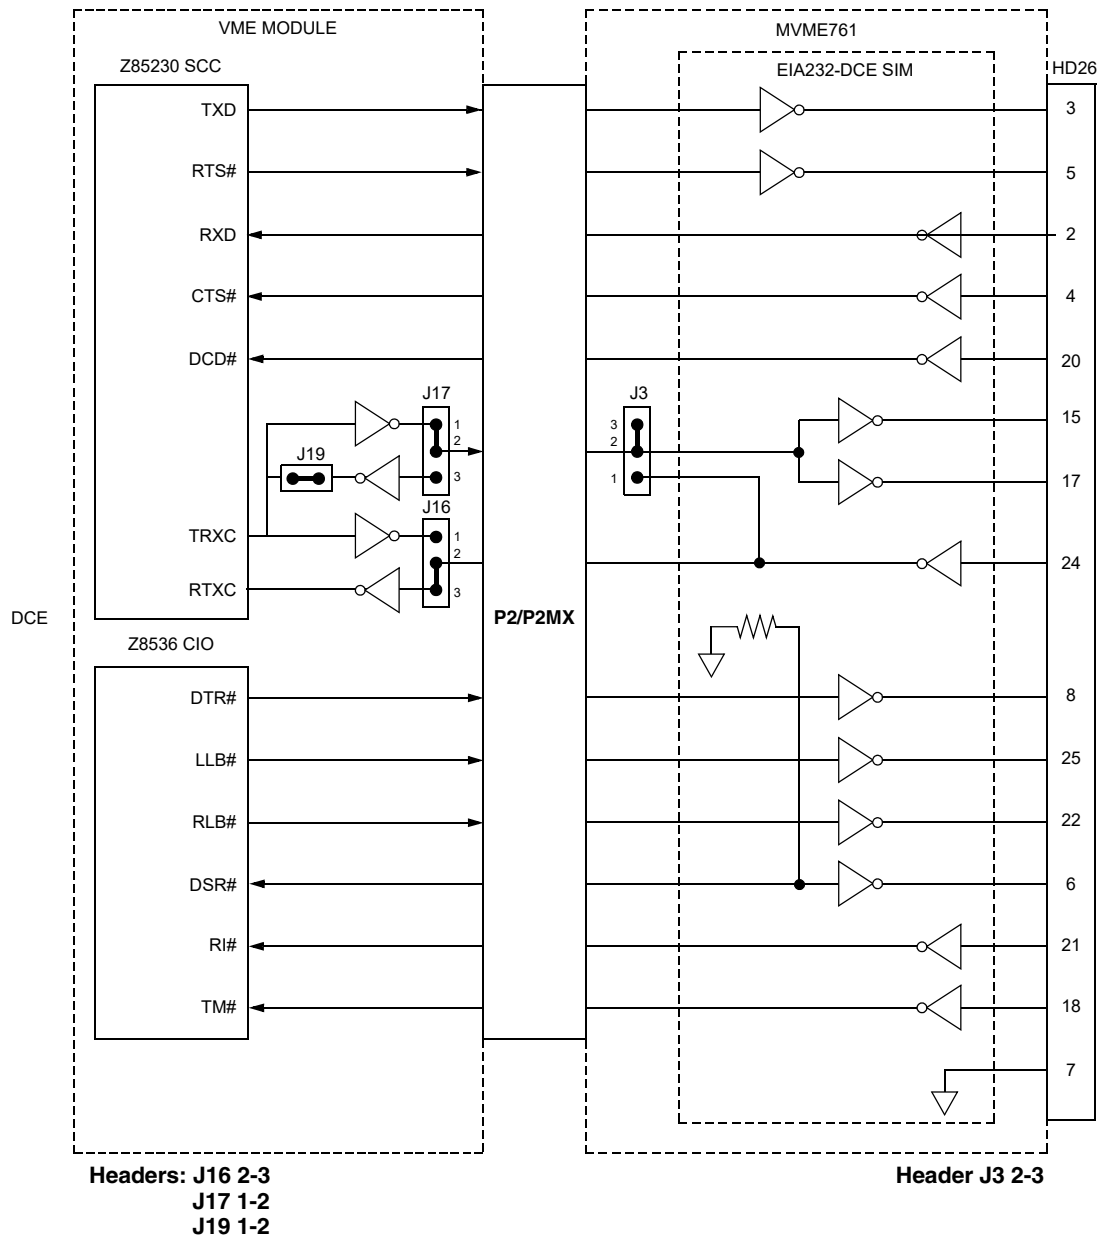 VME MODULE
MVME761
Z85230 SCC
EIA232-DCE SIM
HD26
TXD
3
RTS#
5
RXD
2
CTS#
4
DCD#
20
J17
J3
1
2
3
3
2
1
15
J19
17
J16
TRXC
1
2
3
24
RTXC
DCE
P2/P2MX
Z8536 CIO
DTR#
8
LLB#
25
RLB#
22
DSR#
6
RI#
21
TM#
18
7
Headers: J16 2-3
J17 1-2
J19 1-2
Header J3 2-3